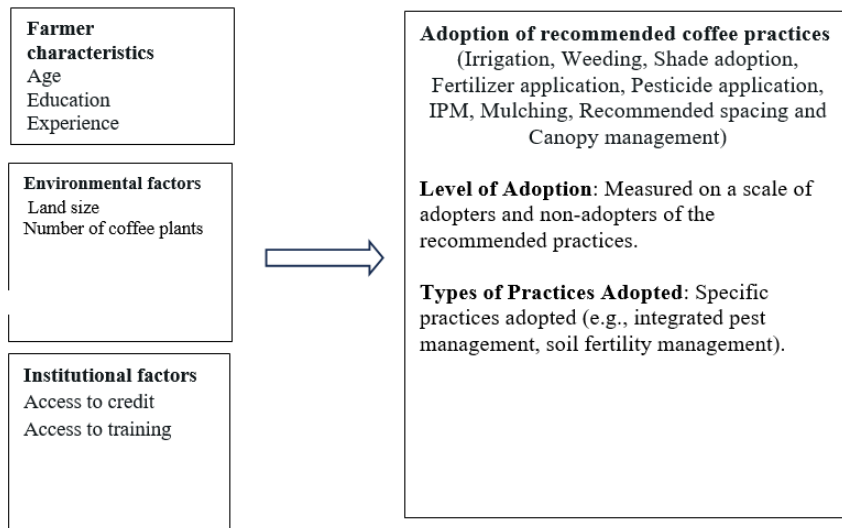 Farmer
characteristics
Age
Education
Experience
Environmental factors
Land size
Number of coffee plants
Institutional factors
Access to credit
Access to training
Adoption of recommended coffee practices
(Irrigation, Weeding, Shade adoption,
Fertilizer application, Pesticide application,
IPM, Mulching, Recommended spacing and
Canopy management)
Level of Adoption: Measured on a scale of
adopters and non-adopters of the
recommended practices.
Types of Practices Adopted: Specific
practices adopted (e.g., integrated pest
management, soil fertility management).